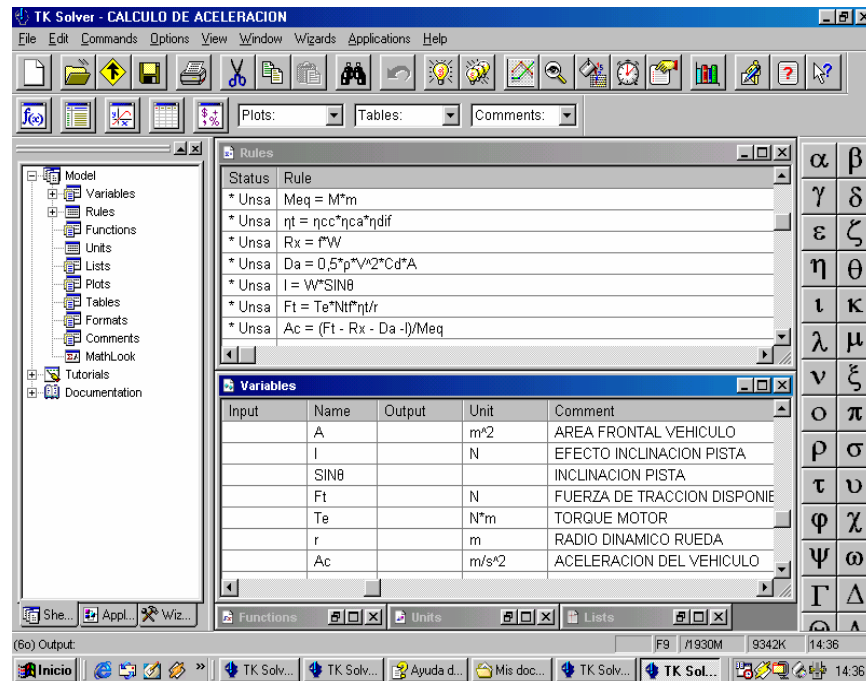 TK Solver - CALCULO DE ACELERACION
File Edit Commands Options View Window Wizards Applications Help
Plots: Tables: Comments:
Model
Variables
Rules
Functions
Units
Lists
Plots
Tables
Formats
Comments
MathLook
Tutorials
Documentation
She... Appl... Wiz...
Rules
Status Rule
* Unsa Meq = M*m
* Unsa ηt = ηcc*ηca*ηdif
* Unsa Rx = f*W
* Unsa Da = 0,5*ρ*V^2*Cd*A
* Unsa I = W*SINθ
* Unsa Ft = Te*Ntf*ηt/r
* Unsa Ac = (Ft - Rx - Da -I)/Meq
Variables
Input Name Output Unit Comment
A m^2 AREA FRONTAL VEHICULO
I N EFECTO INCLINACION PISTA
SINθ INCLINACION PISTA
Ft N FUERZA DE TRACCION DISPONIE
Te N*m TORQUE MOTOR
r m RADIO DINAMICO RUEDA
Ac m/s^2 ACELERACION DEL VEHICULO
Functions Units Lists
α β
γ δ
ε ζ
η θ
ι κ
λ μ
ν ξ
ο π
ρ σ
τ υ
φ χ
ψ ω
Γ Δ
Θ Λ
(6o) Output: F9 /1930M 9342K 14:36
Inicio » TK Solv... TK Solv... Ayuda d... Mis doc... TK Solv... TK Sol... 14:36